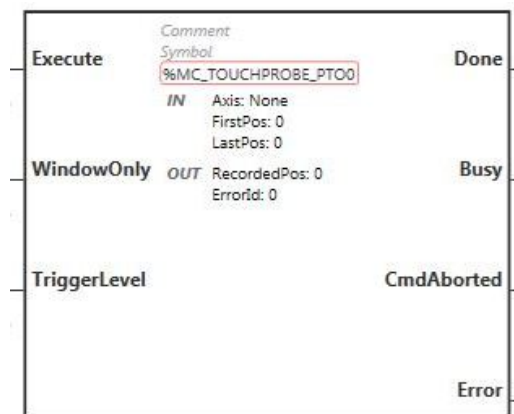 Comment
Symbol
Execute
Done
%MC_TOUCHPROBE_PTO0
IN Axis: None
FirstPos: 0
LastPos: 0
WindowOnly
OUT RecordedPos: 0
Busy
ErrorId: 0
TriggerLevel
CmdAborted
Error